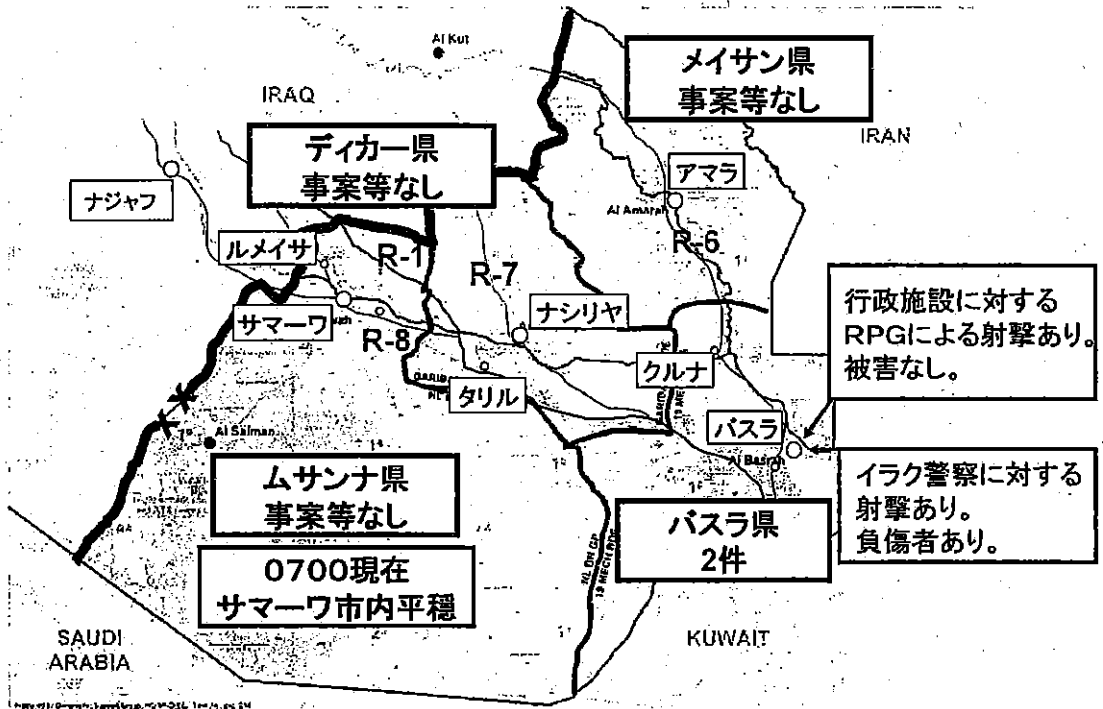 Al Kut
メイサン県
事案等なし
IRAQ
IRAN
ディカー県
事案等なし
アマラ
ナジャフ
Al Amarah
R-6
ルメイサ
R-1
R-7
行政施設に対する
RPGによる射撃あり。
被害なし。
サマーワ
ナシリヤ
R-8
クルナ
タリル
バスラ
Al Salman
Al Basrah
イラク警察に対する
射撃あり。
負傷者あり。
ムサンナ県
事案等なし
バスラ県
2件
0700現在
サマーワ市内平穏
SAUDI
ARABIA
KUWAIT